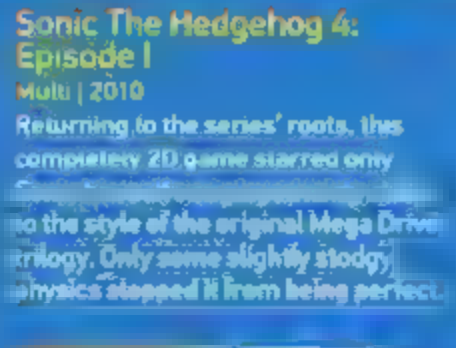 Sonic The Hedgehog 4:
Episode I
Multi | 2010
Returning to the series' roots, this
completely 2D game starred only
to the style of the original Mega Drive
trilogy. Only some slightly stodgy
physics stopped it from being perfect.